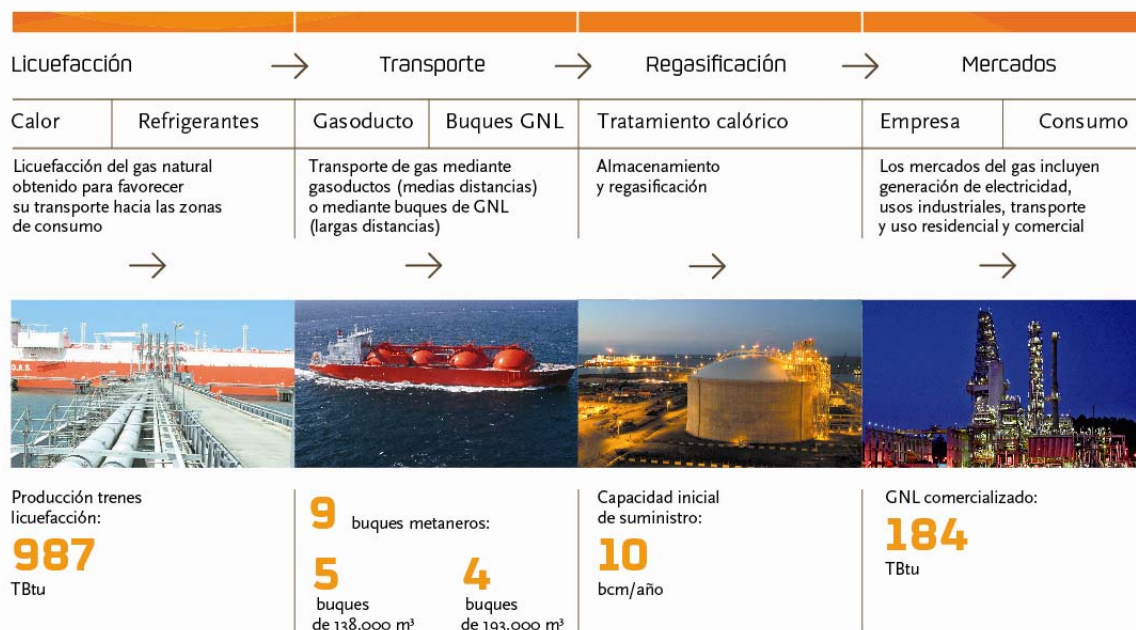 Licuefacción → Transporte → Regasificación → Mercados
Calor Refrigerantes Gasoducto Buques GNL Tratamiento calórico Empresa Consumo
Licuefacción del gas natural
obtenido para favorecer
su transporte hacia las zonas
de consumo
Transporte de gas mediante
gasoductos (medias distancias)
o mediante buques de GNL
(largas distancias)
Almacenamiento
y regasificación
Los mercados del gas incluyen
generación de electricidad,
usos industriales, transporte
y uso residencial y comercial
Producción trenes
licuefacción:
987
TBtu
9 buques metaneros:
5
buques
de 138.000 m³
4
buques
de 193.000 m³
Capacidad inicial
de suministro:
10
bcm/año
GNL comercializado:
184
TBtu